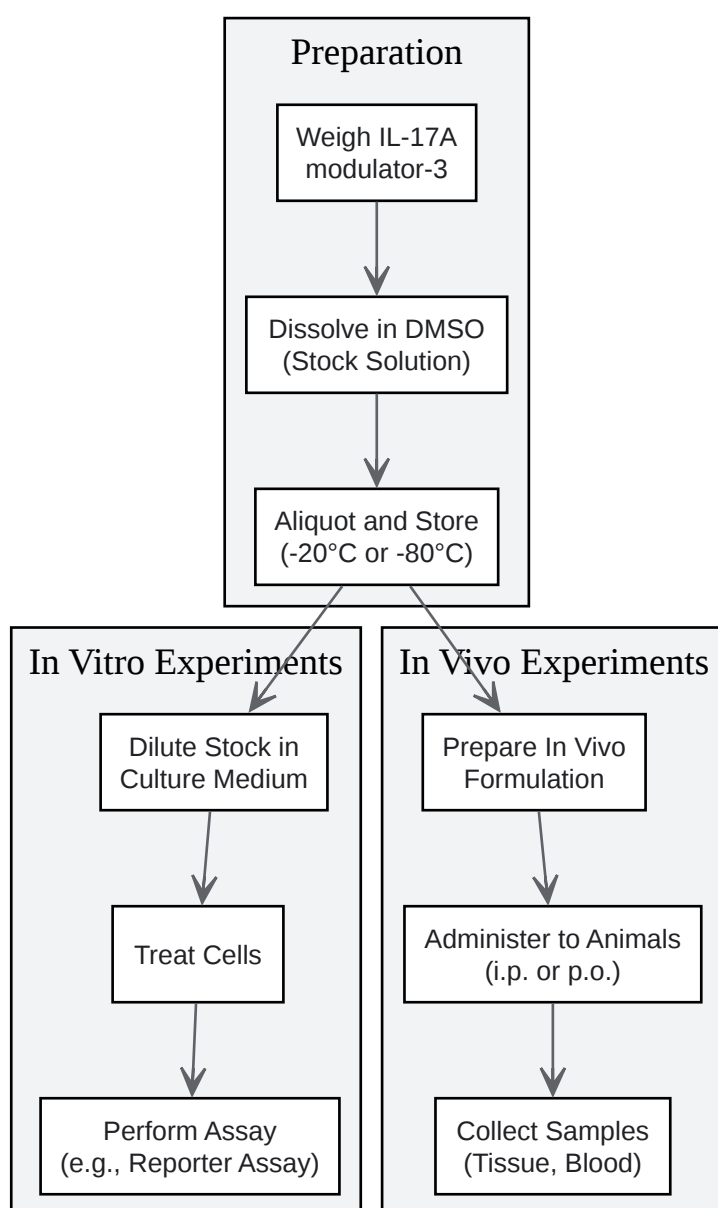 Preparation
Weigh IL-17A
modulator-3
Dissolve in DMSO
(Stock Solution)
Aliquot and Store
(-20°C or -80°C)
In Vitro Experiments
Dilute Stock in
Culture Medium
Treat Cells
Perform Assay
(e.g., Reporter Assay)
In Vivo Experiments
Prepare In Vivo
Formulation
Administer to Animals
(i.p. or p.o.)
Collect Samples
(Tissue, Blood)